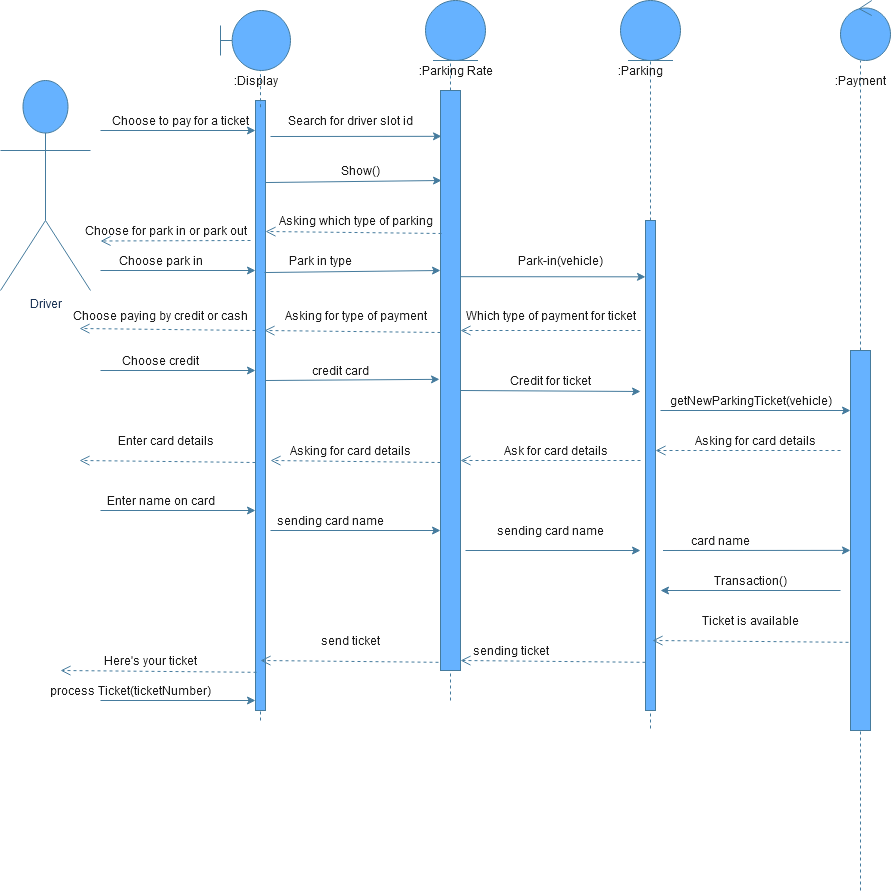 :Display
:Parking Rate
:Parking
:Payment
Choose to pay for a ticket
Search for driver slot id
Show()
Asking which type of parking
Choose for park in or park out
Choose park in
Park in type
Park-in(vehicle)
Driver
Choose paying by credit or cash
Asking for type of payment
Which type of payment for ticket
Choose credit
credit card
Credit for ticket
getNewParkingTicket(vehicle)
Enter card details
Asking for card details
Ask for card details
Asking for card details
Enter name on card
sending card name
sending card name
card name
Transaction()
Ticket is available
send ticket
sending ticket
Here's your ticket
process Ticket(ticketNumber)